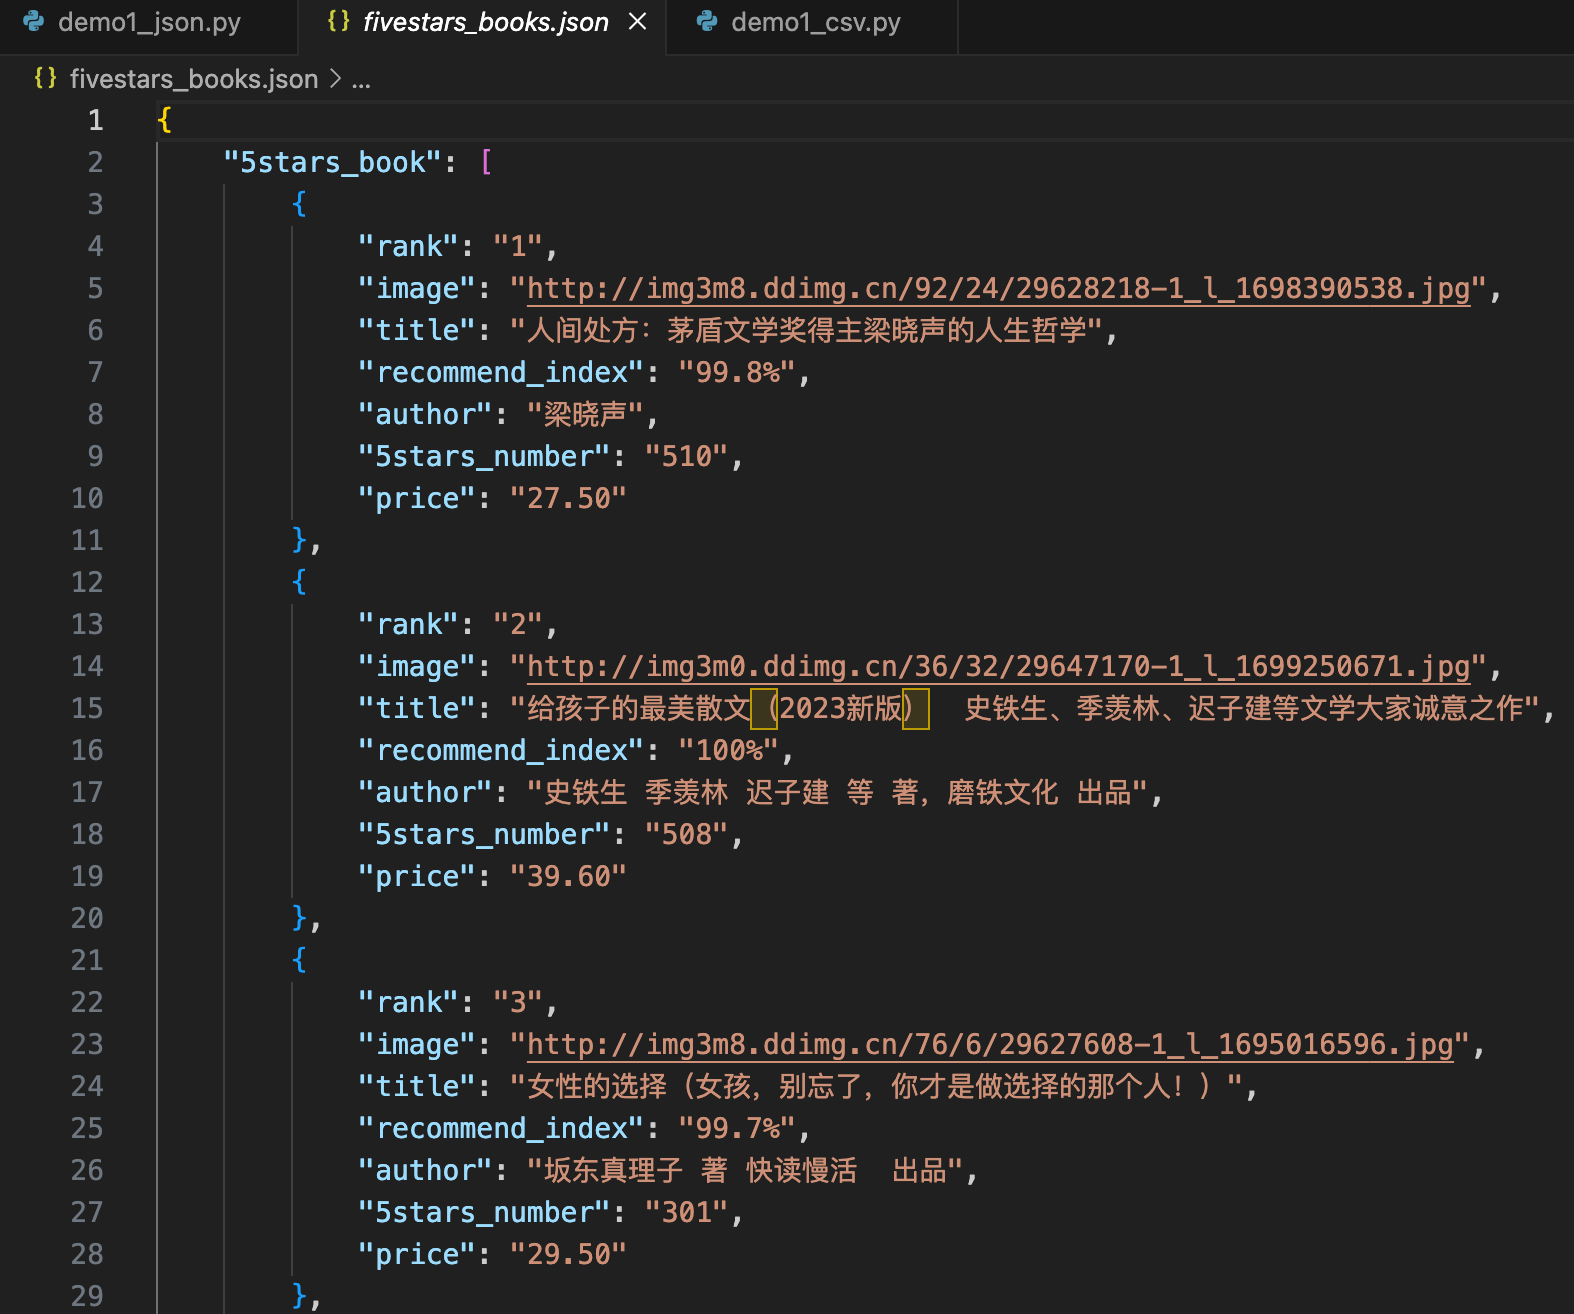 demo1_json.py
{} fivestars_books.json ×
demo1_csv.py
{} fivestars_books.json > ...
1 {
2 "5stars_book": [
3 {
4 "rank": "1",
5 "image": "http://img3m8.ddimg.cn/92/24/29628218-1_l_1698390538.jpg",
6 "title": "人间处方：茅盾文学奖得主梁晓声的人生哲学",
7 "recommend_index": "99.8%",
8 "author": "梁晓声",
9 "5stars_number": "510",
10 "price": "27.50"
11 },
12 {
13 "rank": "2",
14 "image": "http://img3m0.ddimg.cn/36/32/29647170-1_l_1699250671.jpg",
15 "title": "给孩子的最美散文（2023新版）  史铁生、季羡林、迟子建等文学大家诚意之作",
16 "recommend_index": "100%",
17 "author": "史铁生 季羡林 迟子建 等 著，磨铁文化 出品",
18 "5stars_number": "508",
19 "price": "39.60"
20 },
21 {
22 "rank": "3",
23 "image": "http://img3m8.ddimg.cn/76/6/29627608-1_l_1695016596.jpg",
24 "title": "女性的选择（女孩，别忘了，你才是做选择的那个人！）",
25 "recommend_index": "99.7%",
26 "author": "坂东真理子 著 快读慢活  出品",
27 "5stars_number": "301",
28 "price": "29.50"
29 },